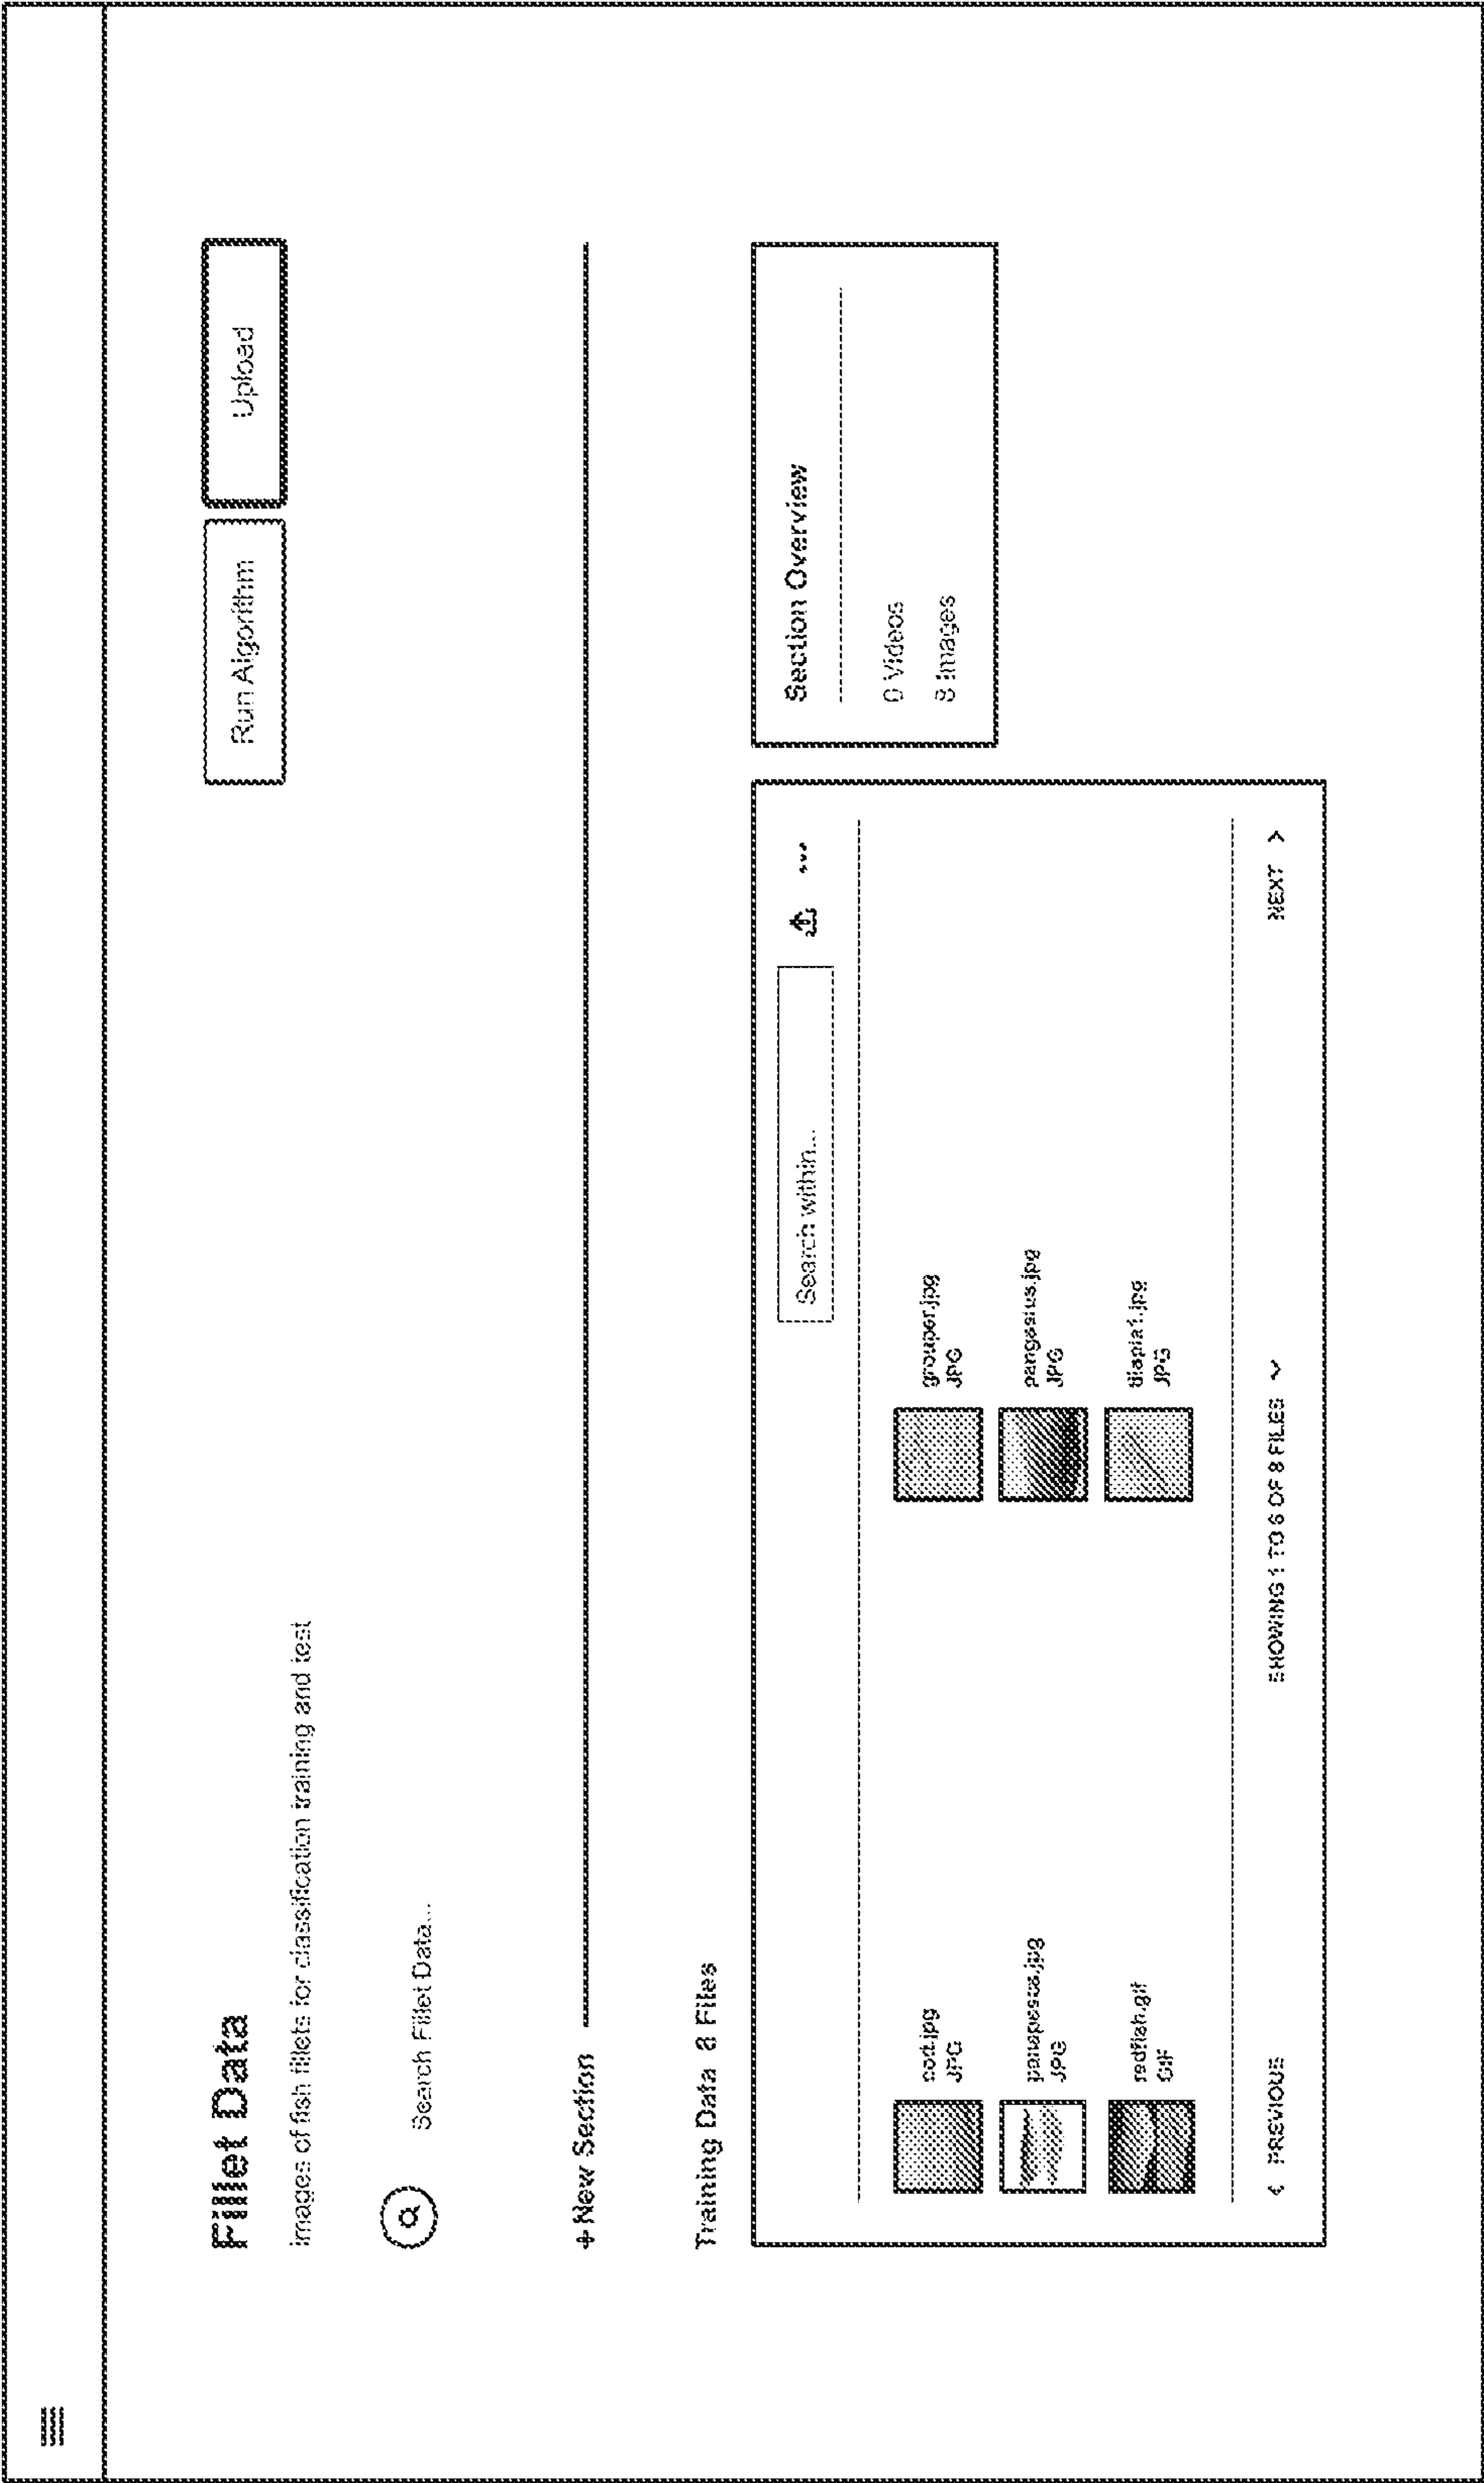 Fillet Data
Images of fish fillets for classification training and test
Run Algorithm
Upload
Search Fillet Data...
+ New Section
Training Data 8 Files
Search within...
cod.jpg
JPG
grouper.jpg
JPG
JPG
pangasius.jpg
JPG
redfish.gif
GIF
tilapia1.jpg
JPG
< PREVIOUS
SHOWING 1 TO 6 OF 8 FILES
NEXT >
Section Overview
0 Videos
8 Images